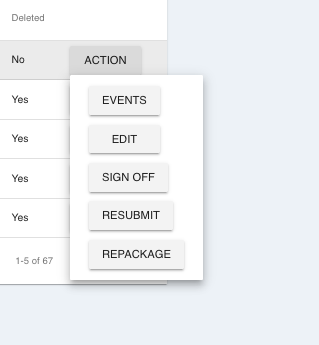 Deleted
No ACTION
Yes EVENTS
Yes EDIT
Yes SIGN OFF
Yes RESUBMIT
1-5 of 67 REPACKAGE